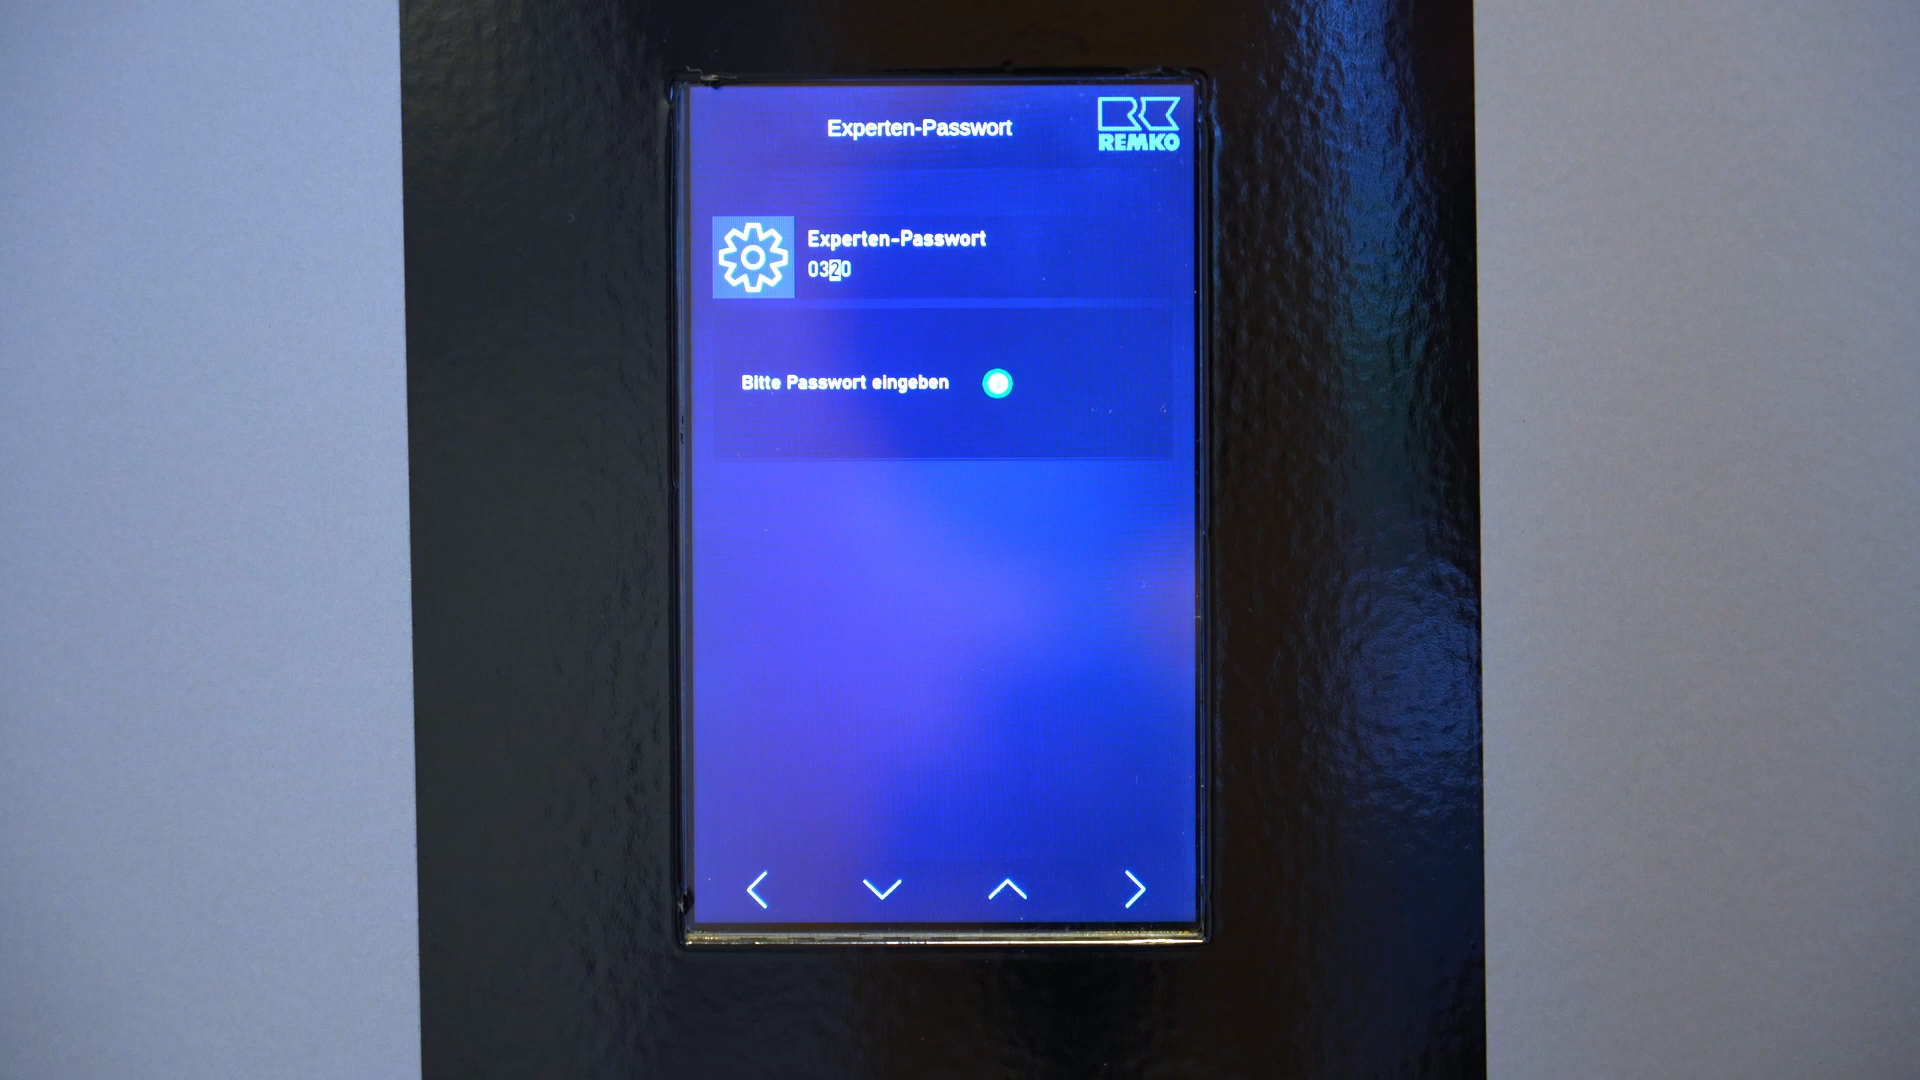 Experten-Passwort
REMKO
Experten-Passwort
0320
Bitte Passwort eingeben